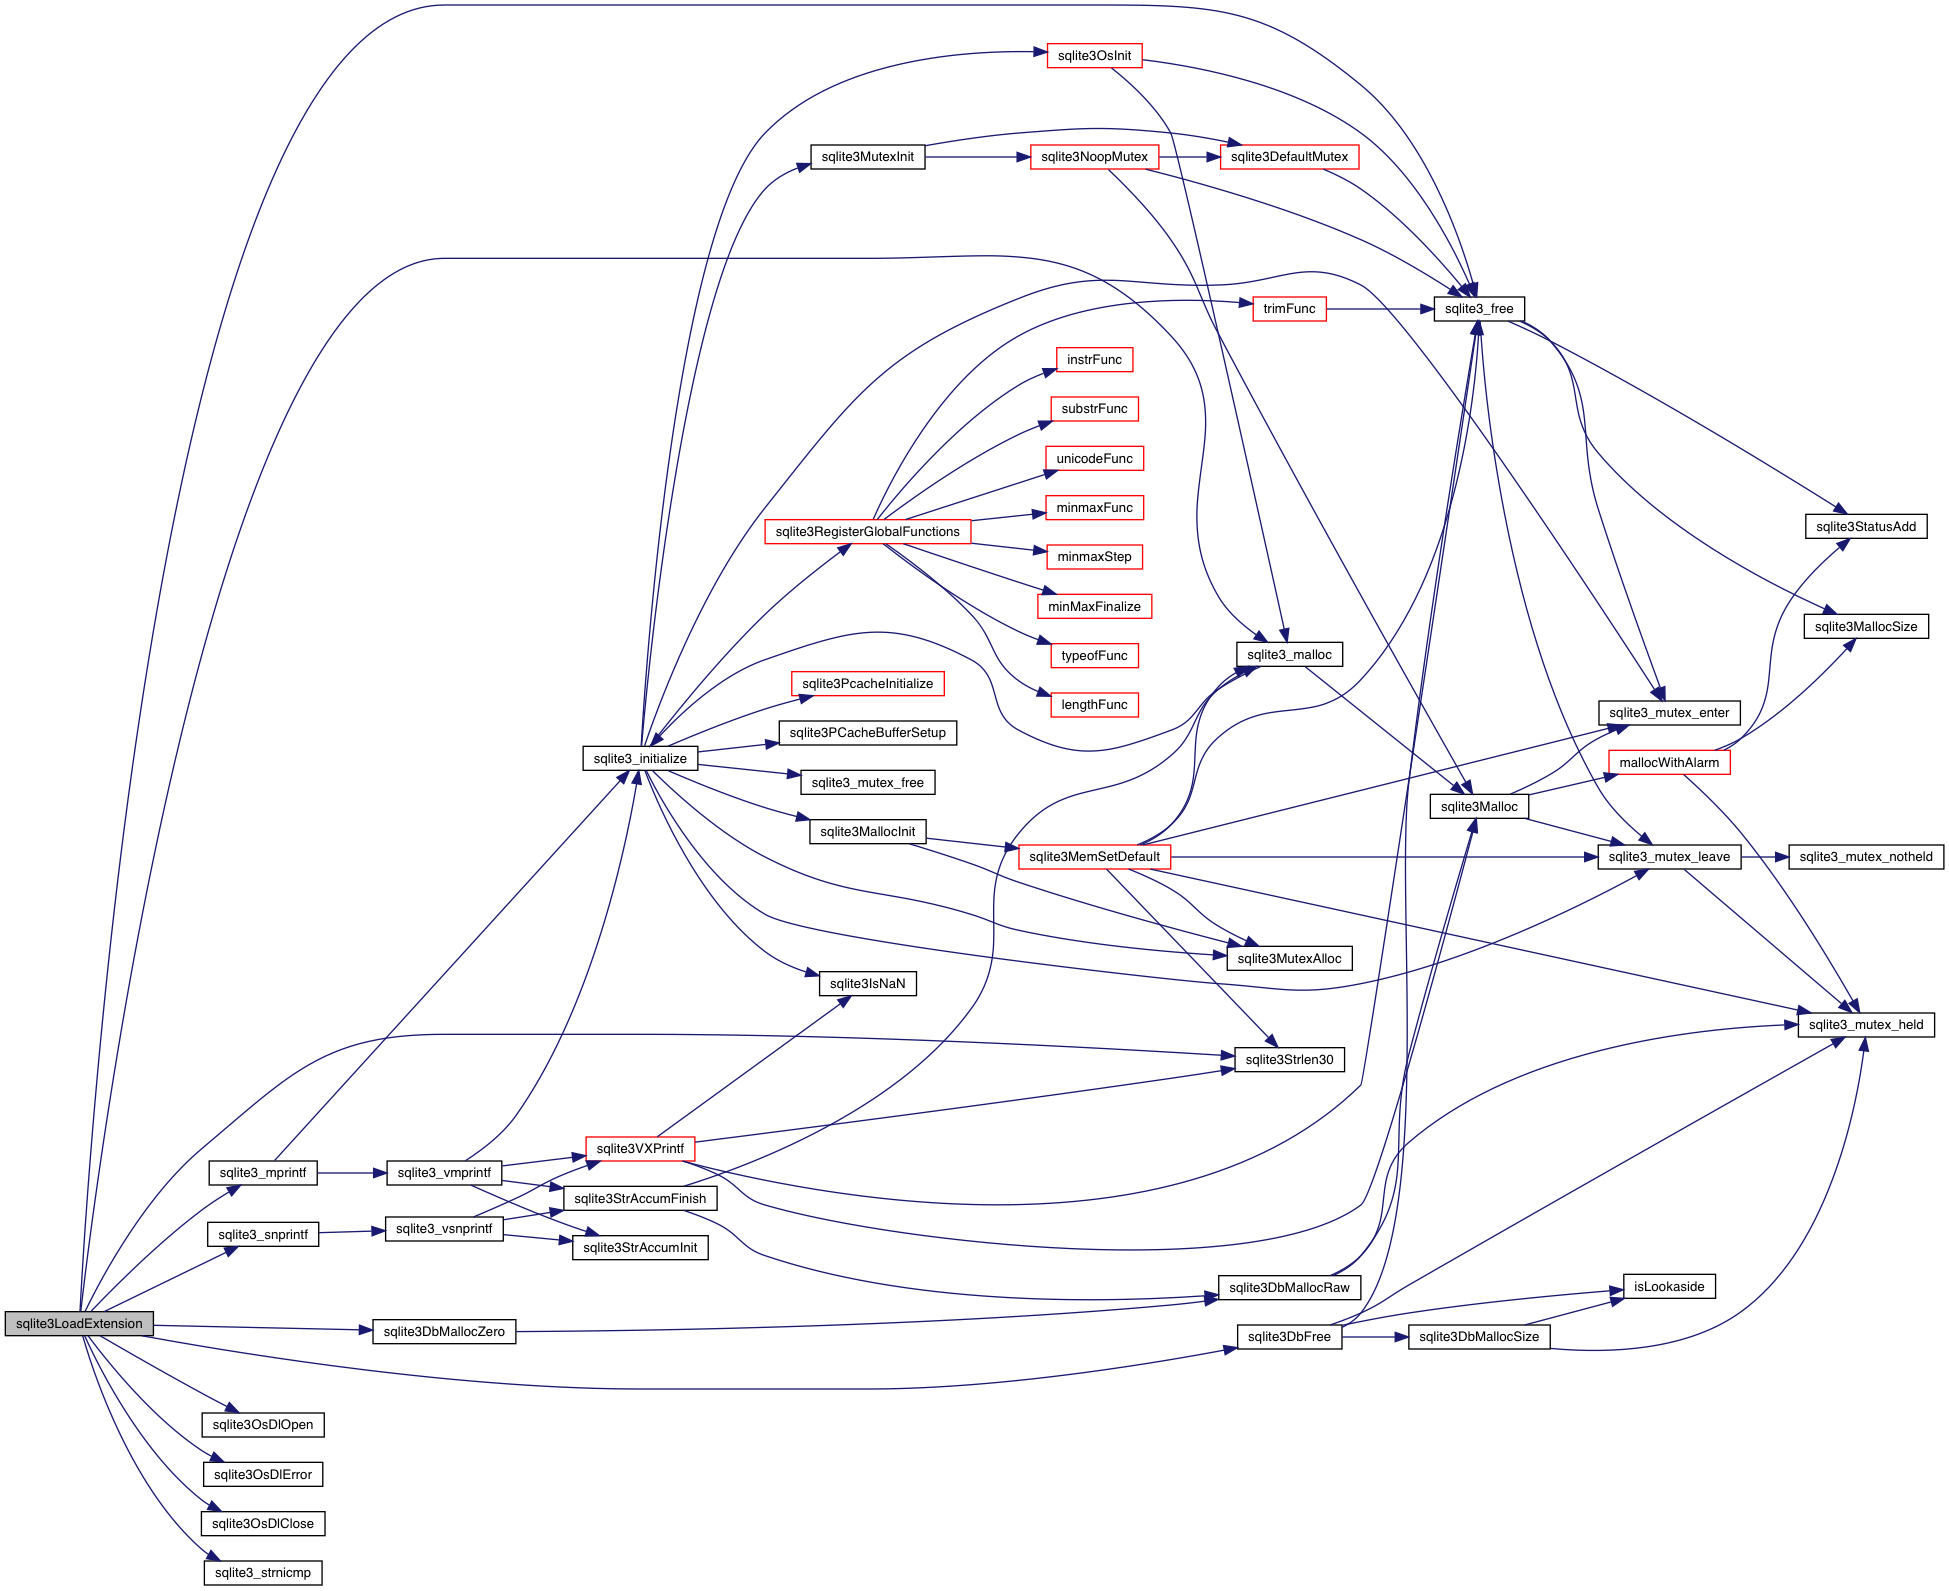 sqlite3OsInit
sqlite3MutexInit
sqlite3NoopMutex
sqlite3DefaultMutex
trimFunc
sqlite3_free
instrFunc
substrFunc
unicodeFunc
minmaxFunc
sqlite3StatusAdd
sqlite3RegisterGlobalFunctions
minmaxStep
minMaxFinalize
sqlite3MallocSize
typeofFunc
sqlite3_malloc
sqlite3PcacheInitialize
lengthFunc
sqlite3_mutex_enter
sqlite3PCacheBufferSetup
sqlite3_initialize
mallocWithAlarm
sqlite3_mutex_free
sqlite3Malloc
sqlite3MallocInit
sqlite3MemSetDefault
sqlite3_mutex_leave
sqlite3_mutex_notheld
sqlite3MutexAlloc
sqlite3IsNaN
sqlite3_mutex_held
sqlite3Strlen30
sqlite3VXPrintf
sqlite3_mprintf
sqlite3_vmprintf
sqlite3StrAccumFinish
sqlite3_snprintf
sqlite3_vsnprintf
sqlite3StrAccumInit
sqlite3DbMallocRaw
isLookaside
sqlite3LoadExtension
sqlite3DbMallocZero
sqlite3DbFree
sqlite3DbMallocSize
sqlite3OsDlOpen
sqlite3OsDlError
sqlite3OsDlClose
sqlite3_strnicmp